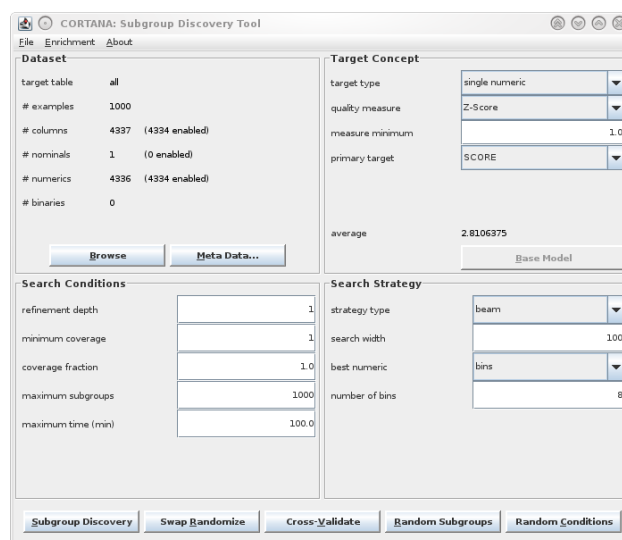 CORTANA: Subgroup Discovery Tool
File Enrichment About
Dataset
target table all
# examples 1000
# columns 4337 (4334 enabled)
# nominals 1 (0 enabled)
# numerics 4336 (4334 enabled)
# binaries 0
Browse Meta Data...
Target Concept
target type single numeric
quality measure Z-Score
measure minimum 1.0
primary target SCORE
average 2.8106375
Base Model
Search Conditions
refinement depth 1
minimum coverage 1
coverage fraction 1.0
maximum subgroups 1000
maximum time (min) 100.0
Search Strategy
strategy type beam
search width 100
best numeric bins
number of bins 8
Subgroup Discovery Swap Randomize Cross-Validate Random Subgroups Random Conditions